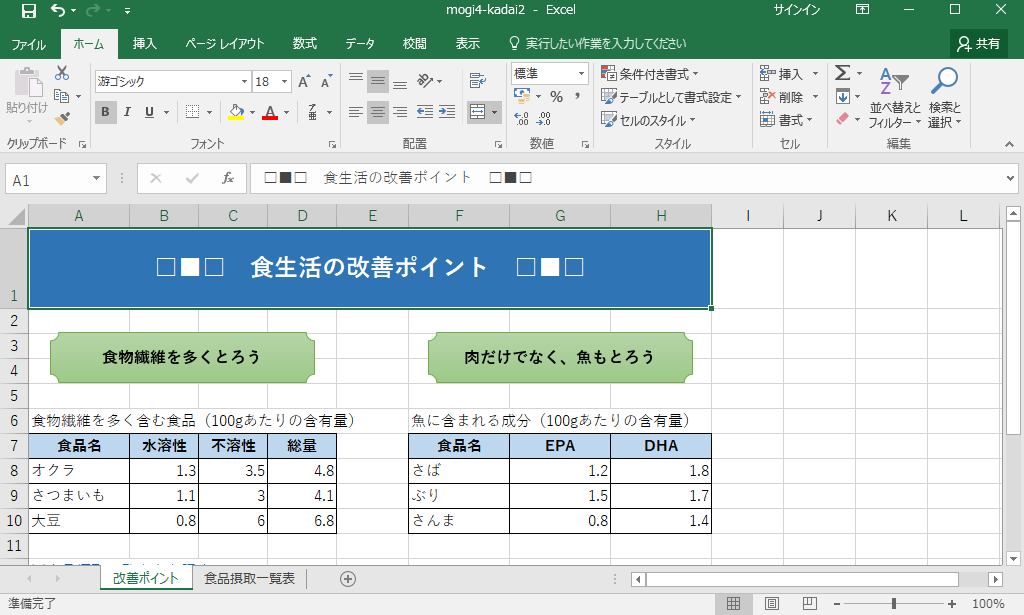 mogi4-kadai2 - Excel
サインイン
ファイル ホーム 挿入 ページ レイアウト 数式 データ 校閲 表示 実行したい作業を入力してください 共有
貼り付け
クリップボード
游ゴシック 18
B I U
フォント
配置
標準
% ,
数値
条件付き書式
テーブルとして書式設定
セルのスタイル
スタイル
挿入
削除
書式
セル
並べ替えと
フィルター
検索と
選択
編集
A1 fx □■□ 食生活の改善ポイント □■□
A B C D E F G H I J K L
1 □■□ 食生活の改善ポイント □■□
2
3
食物繊維を多くとろう 肉だけでなく、魚もとろう
4
5
6 食物繊維を多く含む食品（100gあたりの含有量） 魚に含まれる成分（100gあたりの含有量）
7 食品名 水溶性 不溶性 総量 食品名 EPA DHA
8 オクラ 1.3 3.5 4.8 さば 1.2 1.8
9 さつまいも 1.1 3 4.1 ぶり 1.5 1.7
10 大豆 0.8 6 6.8 さんま 0.8 1.4
11
改善ポイント 食品摂取一覧表
準備完了 100%